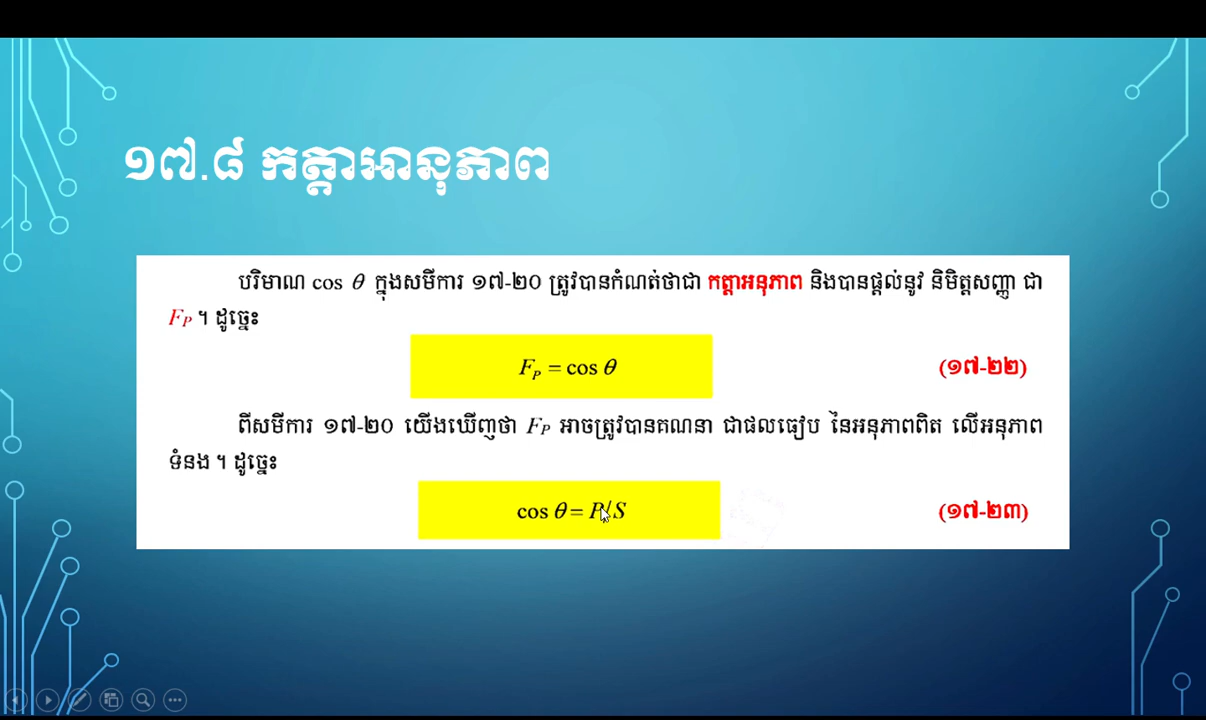 ១៧.៨ កត្តាអានុភាព
បរិមាណ cos θ ក្នុងសមីការ ១៧-២០ ត្រូវបានកំណត់ថាជា កត្តាអនុភាព និងបានផ្តល់នូវ និមិត្តសញ្ញា ជា
FP ។ ដូច្នេះ
FP = cos θ (១៧-២២)
ពីសមីការ ១៧-២០ យើងឃើញថា FP អាចត្រូវបានគណនា ជាផលធៀប នៃអនុភាពពិត លើអនុភាព
ទំនង ។ ដូច្នេះ
cos θ = P/S (១៧-២៣)